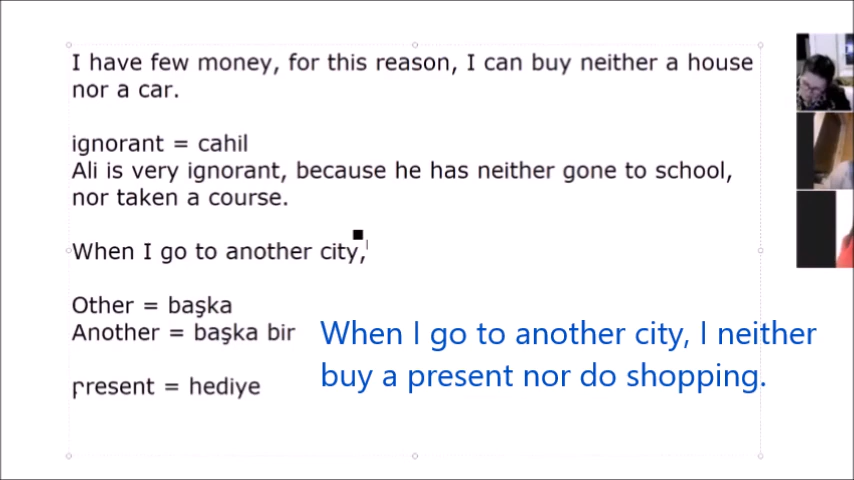 I have few money, for this reason, I can buy neither a house
nor a car.
ignorant = cahil
Ali is very ignorant, because he has neither gone to school,
nor taken a course.
When I go to another city,
Other = başka
Another = başka bir
present = hediye
When I go to another city, I neither
buy a present nor do shopping.